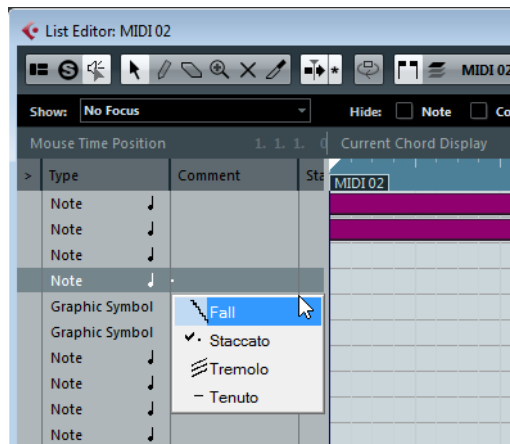 List Editor: MIDI 02
MIDI 02
Show: No Focus Hide: Note Co
Mouse Time Position 1. 1. 1. Current Chord Display
> Type Comment Sta
MIDI 02
Note
Note
Note
Note
Graphic Symbol
Graphic Symbol
Note
Note
Note
Note
Fall
Staccato
Tremolo
Tenuto